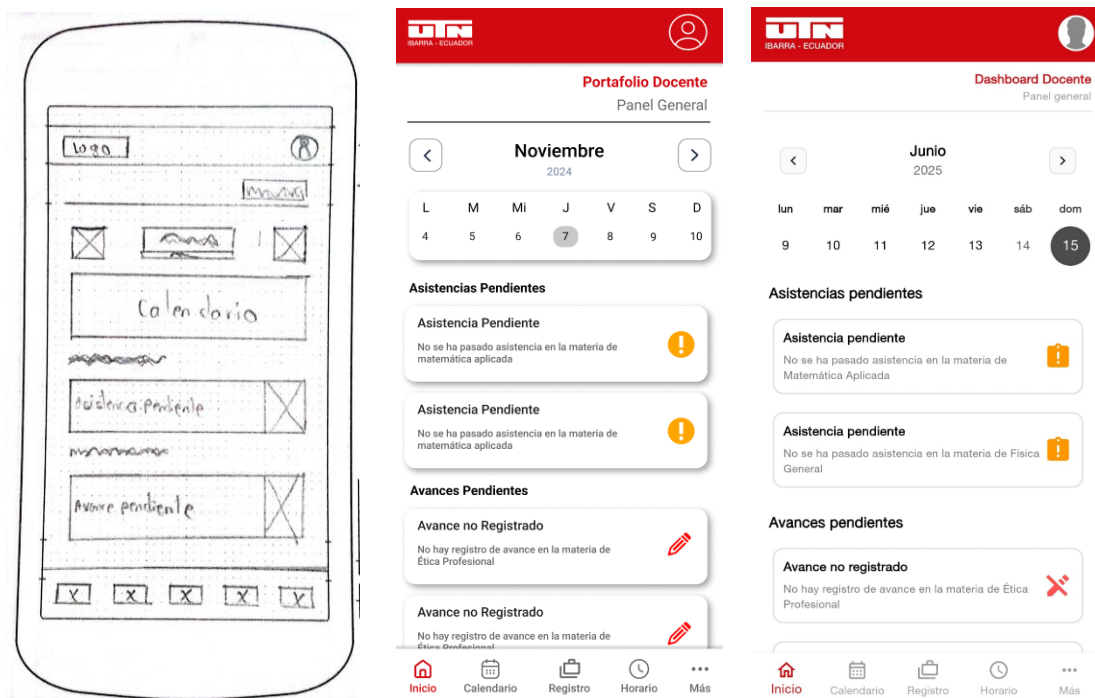 Logo
Calendario
Asistencia pendiente
Avance pendiente
UTN
IBARRA - ECUADOR
Portafolio Docente
Panel General
Noviembre
2024
L M Mi J V S D
4 5 6 7 8 9 10
Asistencias Pendientes
Asistencia Pendiente
No se ha pasado asistencia en la materia de
matemática aplicada
Asistencia Pendiente
No se ha pasado asistencia en la materia de
matemática aplicada
Avances Pendientes
Avance no Registrado
No hay registro de avance en la materia de
Ética Profesional
Avance no Registrado
No hay registro de avance en la materia de
Ética Profesional
Inicio Calendario Registro Horario Más
UTN
IBARRA - ECUADOR
Dashboard Docente
Panel general
Junio
2025
lun mar mié jue vie sáb dom
9 10 11 12 13 14 15
Asistencias pendientes
Asistencia pendiente
No se ha pasado asistencia en la materia de
Matemática Aplicada
Asistencia pendiente
No se ha pasado asistencia en la materia de Física
General
Avances pendientes
Avance no registrado
No hay registro de avance en la materia de Ética
Profesional
Inicio Calendario Registro Horario Más